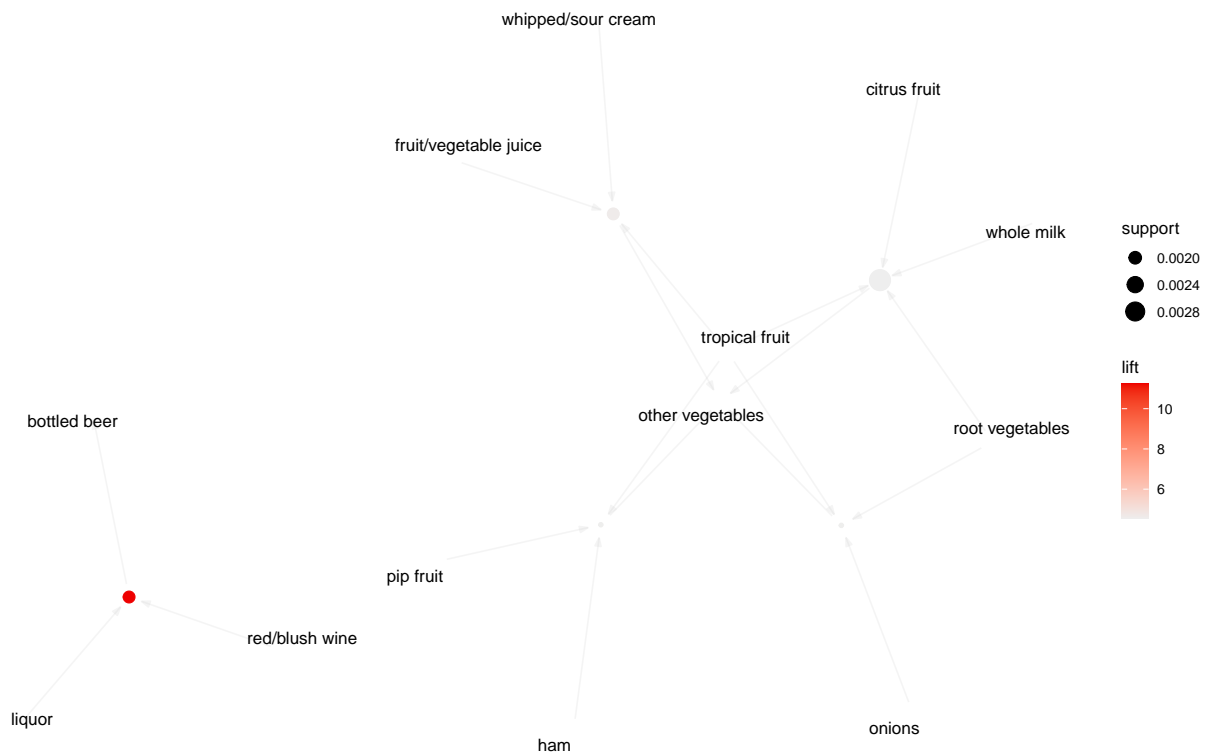 whipped/sour cream
citrus fruit
fruit/vegetable juice
whole milk
tropical fruit
other vegetables
root vegetables
bottled beer
pip fruit
red/blush wine
liquor
ham
onions
support
0.0020
0.0024
0.0028
lift
10
8
6